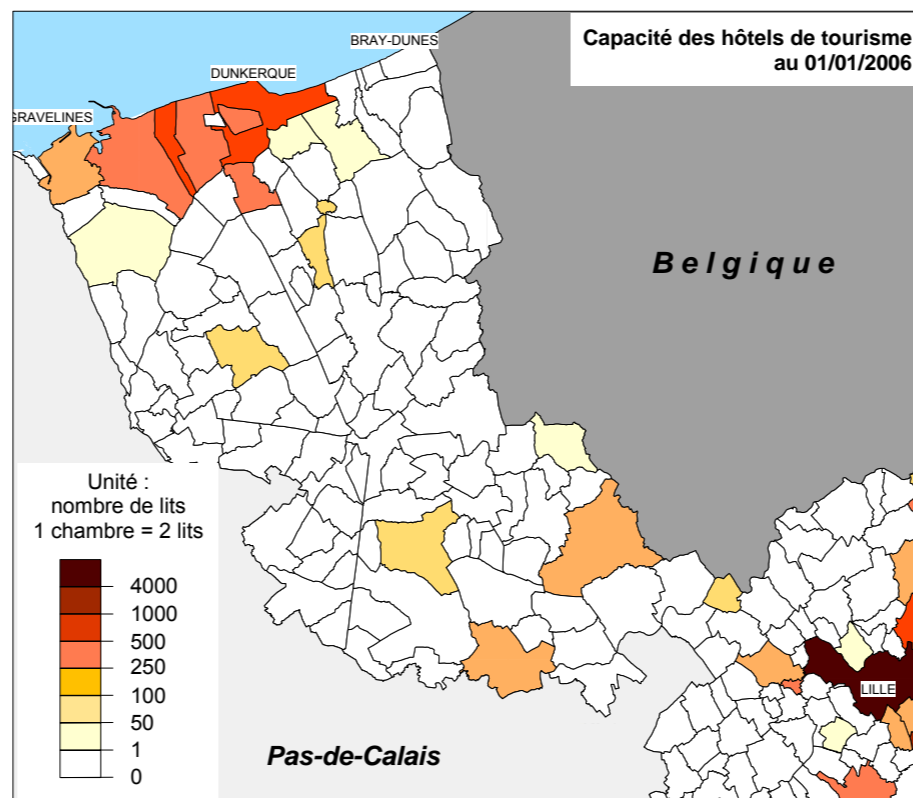 BRAY-DUNES
Capacité des hôtels de tourisme
au 01/01/2006
DUNKERQUE
GRAVELINES
Belgique
Unité :
nombre de lits
1 chambre = 2 lits
4000
1000
500
250
100
50
1
0
LILLE
Pas-de-Calais